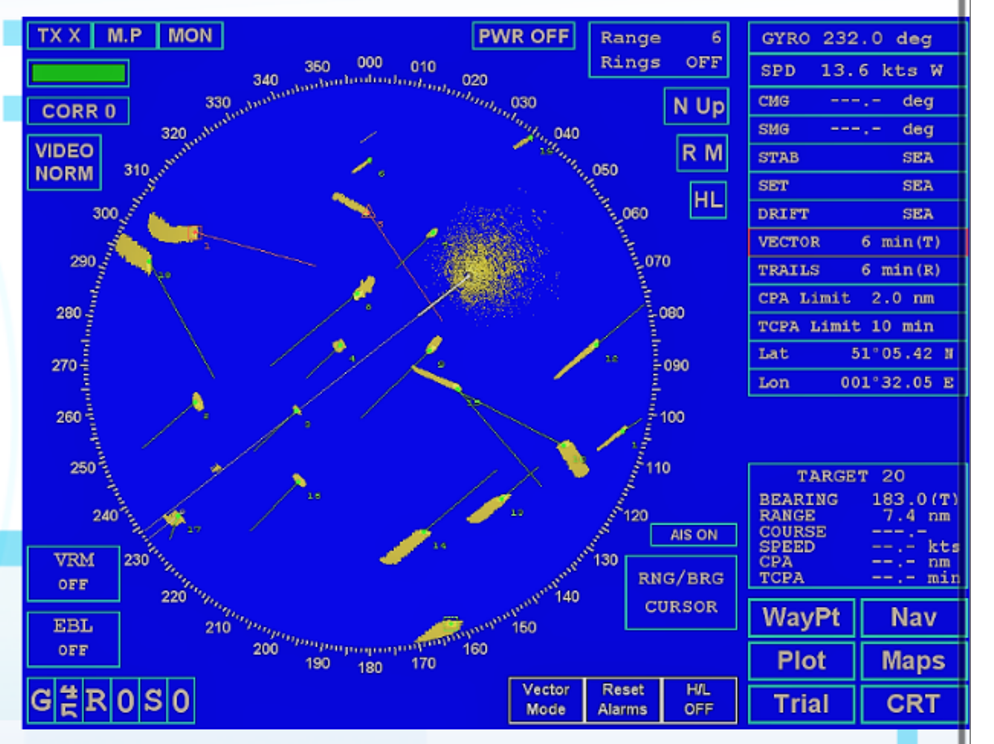 TX X M.P MON
PWR OFF
Range 6
Rings OFF
CORR 0
VIDEO
NORM
N Up
R M
HL
000
010
020
030
040
050
060
070
080
090
100
110
120
130
140
150
160
170
180
190
200
210
220
230
240
250
260
270
280
290
300
310
320
330
340
350
6
4
9
12
14
13
17
GYRO 232.0 deg
SPD 13.6 kts W
CMG ---.- deg
SMG ---.- deg
STAB SEA
SET SEA
DRIFT SEA
VECTOR 6 min(T)
TRAILS 6 min(R)
CPA Limit 2.0 nm
TCPA Limit 10 min
Lat 51°05.42 N
Lon 001°32.05 E
TARGET 20
BEARING 183.0(T)
RANGE 7.4 nm
COURSE ---.-
SPEED --.- kts
CPA --.- nm
TCPA --.- min
AIS ON
RNG/BRG
CURSOR
VRM
OFF
EBL
OFF
Vector
Mode
Reset
Alarms
H/L
OFF
WayPt Nav
Plot Maps
Trial CRT